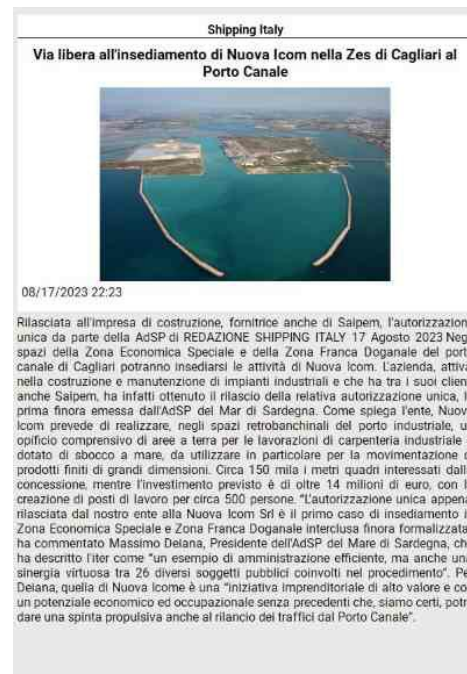 Shipping Italy
Via libera all'insediamento di Nuova Icom nella Zes di Cagliari al
Porto Canale
08/17/2023 22:23
Rilasciata all'impresa di costruzione, fornitrice anche di Saipem, l'autorizzazion
unica da parte della AdSP di REDAZIONE SHIPPING ITALY 17 Agosto 2023 Neg
spazi della Zona Economica Speciale e della Zona Franca Doganale del port
canale di Cagliari potranno insediarsi le attività di Nuova Icom. L'azienda, attiva
nella costruzione e manutenzione di impianti industriali e che ha tra i suoi clien
anche Saipem, ha infatti ottenuto il rilascio della relativa autorizzazione unica, l
prima finora emessa dall'AdSP del Mar di Sardegna. Come spiega l'ente, Nuov
Icom prevede di realizzare, negli spazi retrobanchinali del porto industriale, u
opificio comprensivo di aree a terra per le lavorazioni di carpenteria industriale
dotato di sbocco a mare, da utilizzare in particolare per la movimentazione d
prodotti finiti di grandi dimensioni. Circa 150 mila i metri quadri interessati dall
concessione, mentre l'investimento previsto è di oltre 14 milioni di euro, con l
creazione di posti di lavoro per circa 500 persone. "L'autorizzazione unica appen
rilasciata dal nostro ente alla Nuova Icom Srl è il primo caso di insediamento i
Zona Economica Speciale e Zona Franca Doganale interclusa finora formalizzata
ha commentato Massimo Deiana, Presidente dell'AdSP del Mare di Sardegna, ch
ha descritto l'iter come "un esempio di amministrazione efficiente, ma anche un
sinergia virtuosa tra 26 diversi soggetti pubblici coinvolti nel procedimento". Pe
Deiana, quella di Nuova Icome è una "iniziativa imprenditoriale di alto valore e co
un potenziale economico ed occupazionale senza precedenti che, siamo certi, potr
dare una spinta propulsiva anche al rilancio dei traffici dal Porto Canale".